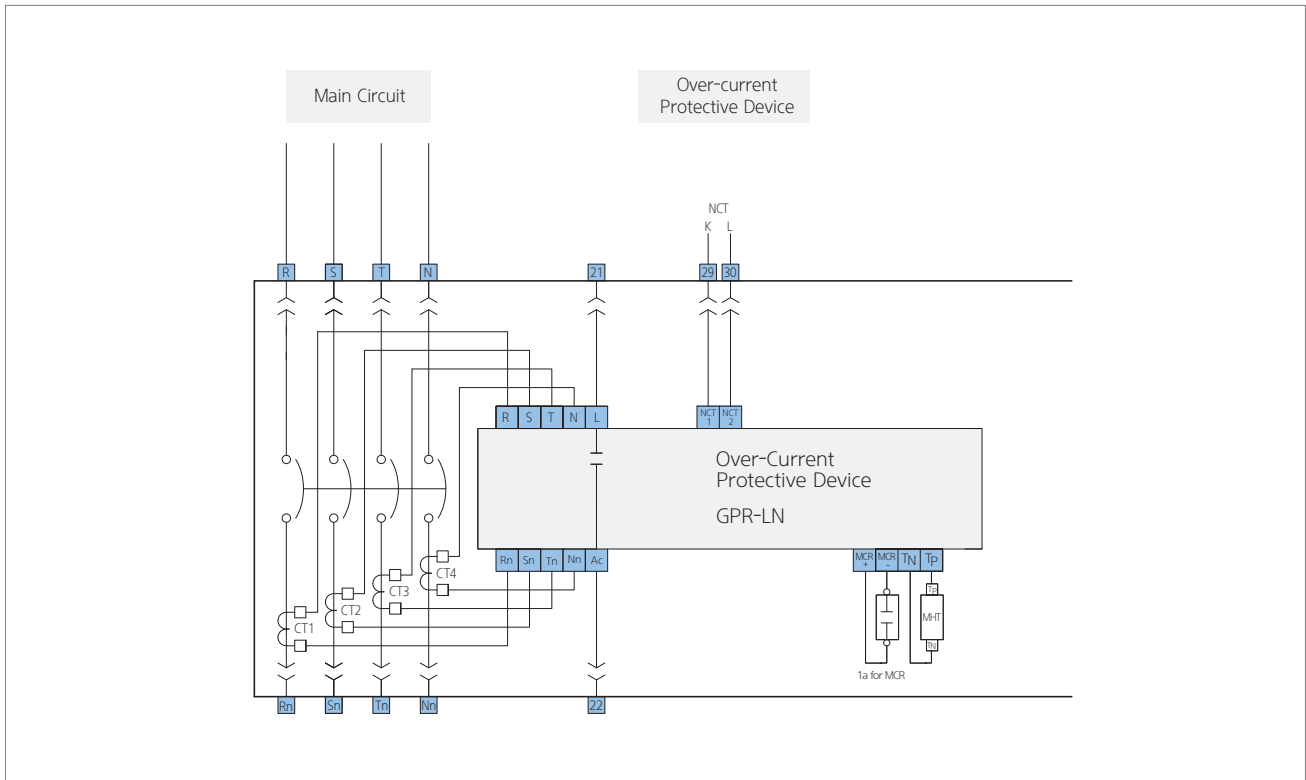 Main Circuit
Over-current
Protective Device
NCT
K L
R S T N 21 29 30
R S T N L
NCT 1 NCT 2
Over-Current
Protective Device
GPR-LN
Rn Sn Tn Nn Ac
MCR + MCR - TN TP
CT4
CT3
CT2
CT1
TP
MHT
TN
1a for MCR
Rn Sn Tn Nn 22